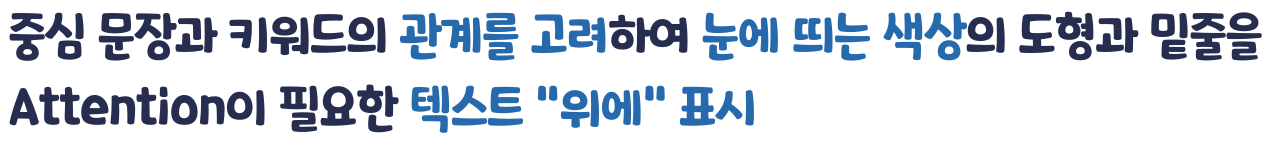 중심 문장과 키워드의 관계를 고려하여 눈에 띄는 색상의 도형과 밑줄을
Attention이 필요한 텍스트 "위에" 표시